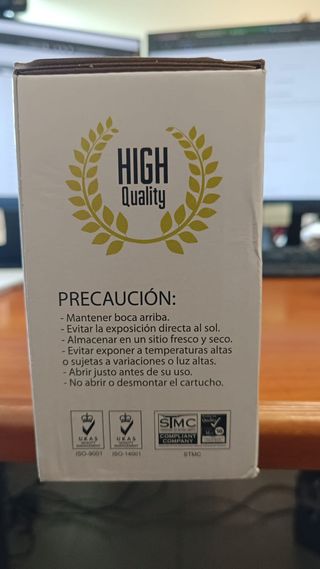 HIGH
Quality
PRECAUCIÓN:
- Mantener boca arriba.
- Evitar la exposición directa al sol.
- Almacenar en un sitio fresco y seco.
- Evitar exponer a temperaturas altas
o sujetas a variaciones o luz altas.
- Abrir justo antes de su uso.
- No abrir o desmontar el cartucho.
UKAS UKAS STMC
COMPLIANT
COMPANY
ISO-9001 ISO-14001 STMC